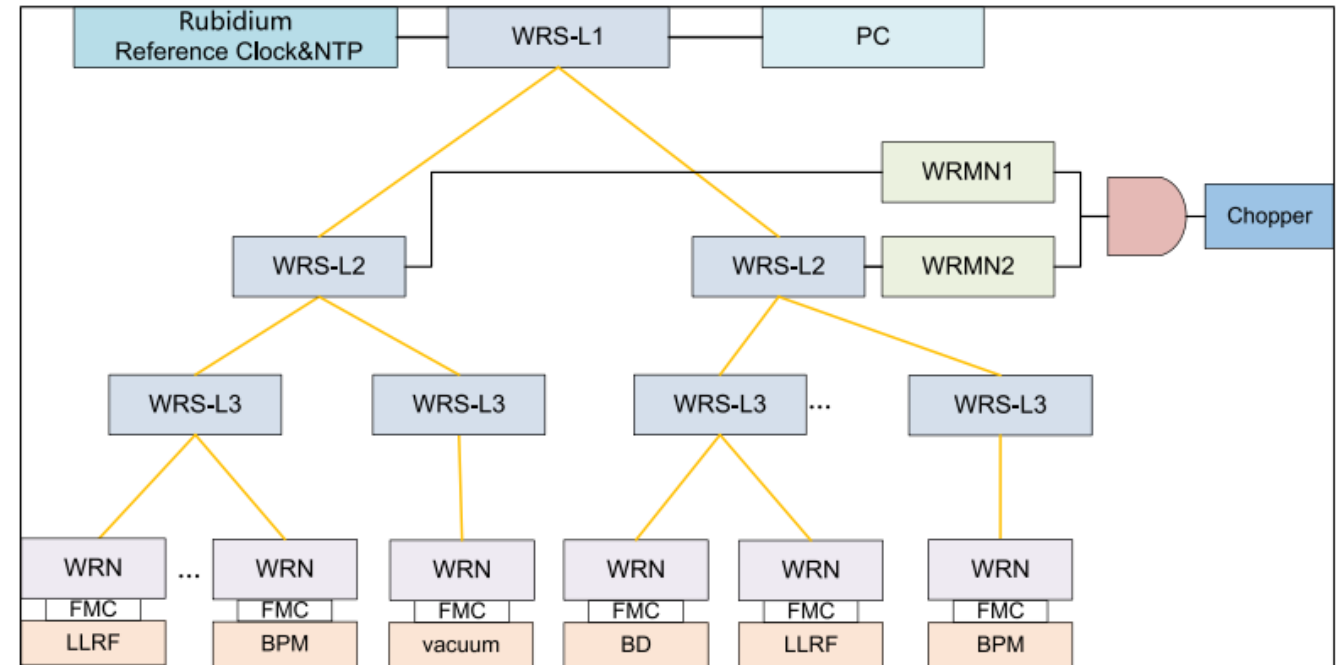 Rubidium
Reference Clock&NTP
WRS-L1
PC
WRMN1
Chopper
WRS-L2
WRS-L2
WRMN2
WRS-L3
WRS-L3
WRS-L3
...
WRS-L3
WRN
...
WRN
WRN
WRN
WRN
WRN
FMC
FMC
FMC
FMC
FMC
FMC
LLRF
BPM
vacuum
BD
LLRF
BPM